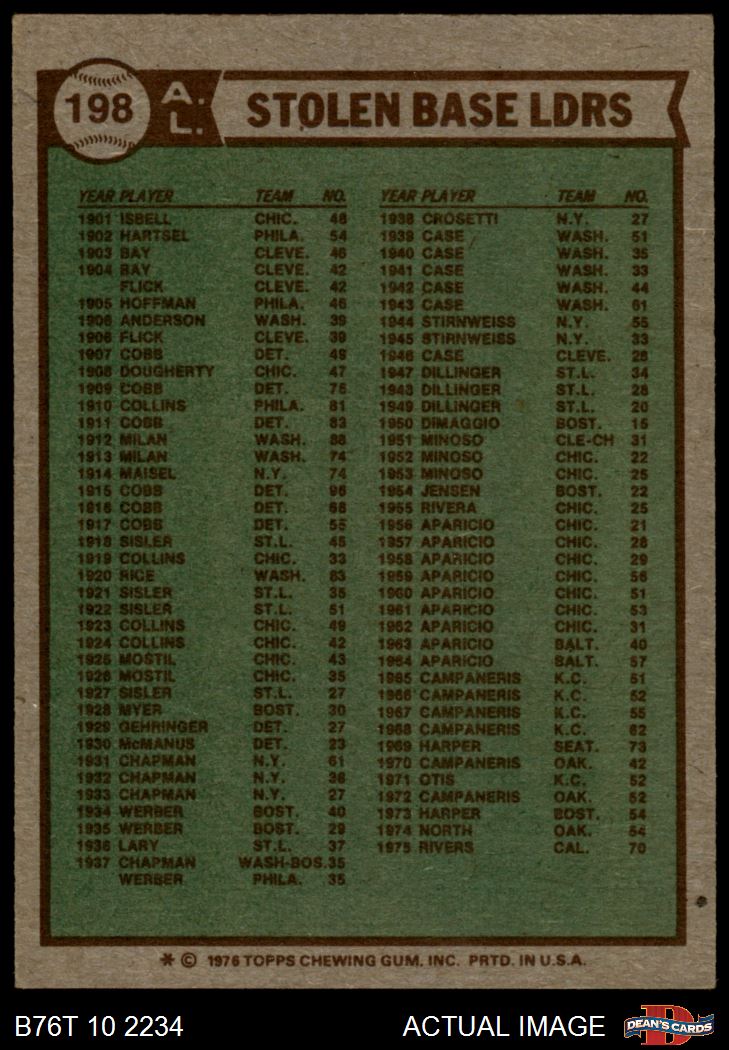 198 A. L. STOLEN BASE LDRS
YEAR PLAYER TEAM NO.
1901 ISBELL CHIC. 48
1902 HARTSEL PHILA. 54
1903 BAY CLEVE. 46
1904 BAY CLEVE. 42
FLICK CLEVE. 42
1905 HOFFMAN PHILA. 46
1906 ANDERSON WASH. 39
1906 FLICK CLEVE. 39
1907 COBB DET. 49
1908 DOUGHERTY CHIC. 47
1909 COBB DET. 76
1910 COLLINS PHILA. 81
1911 COBB DET. 83
1912 MILAN WASH. 88
1913 MILAN WASH. 74
1914 MAISEL N.Y. 74
1915 COBB DET. 96
1916 COBB DET. 68
1917 COBB DET. 55
1918 SISLER ST.L. 45
1919 COLLINS CHIC. 33
1920 RICE WASH. 63
1921 SISLER ST.L. 35
1922 SISLER ST.L. 51
1923 COLLINS CHIC. 49
1924 COLLINS CHIC. 42
1925 MOSTIL CHIC. 43
1926 MOSTIL CHIC. 35
1927 SISLER ST.L. 27
1928 MYER BOST. 30
1929 GEHRINGER DET. 27
1930 McMANUS DET. 23
1931 CHAPMAN N.Y. 61
1932 CHAPMAN N.Y. 38
1933 CHAPMAN N.Y. 27
1934 WERBER BOST. 40
1935 WERBER BOST. 29
1936 LARY ST.L. 37
1937 CHAPMAN WASH-BOS. 35
WERBER PHILA. 35
YEAR PLAYER TEAM NO.
1938 CROSETTI N.Y. 27
1939 CASE WASH. 51
1940 CASE WASH. 35
1941 CASE WASH. 33
1942 CASE WASH. 44
1943 CASE WASH. 61
1944 STIRNWEISS N.Y. 55
1945 STIRNWEISS N.Y. 33
1946 CASE CLEVE. 28
1947 DILLINGER ST.L. 34
1948 DILLINGER ST.L. 28
1949 DILLINGER ST.L. 20
1950 DIMAGGIO BOST. 15
1951 MINOSO CLE-CH 31
1952 MINOSO CHIC. 22
1953 MINOSO CHIC. 25
1954 JENSEN BOST. 22
1955 RIVERA CHIC. 25
1956 APARICIO CHIC. 21
1957 APARICIO CHIC. 28
1958 APARICIO CHIC. 29
1959 APARICIO CHIC. 56
1960 APARICIO CHIC. 51
1961 APARICIO CHIC. 53
1962 APARICIO CHIC. 31
1963 APARICIO BALT. 40
1964 APARICIO BALT. 57
1965 CAMPANERIS K.C. 51
1966 CAMPANERIS K.C. 52
1967 CAMPANERIS K.C. 55
1968 CAMPANERIS K.C. 62
1969 HARPER SEAT. 73
1970 CAMPANERIS OAK. 42
1971 OTIS K.C. 52
1972 CAMPANERIS OAK. 52
1973 HARPER BOST. 54
1974 NORTH OAK. 54
1975 RIVERS CAL. 70
* © 1976 TOPPS CHEWING GUM, INC. PRTD. IN U.S.A.
B76T 10 2234 ACTUAL IMAGE DEAN'S CARDS